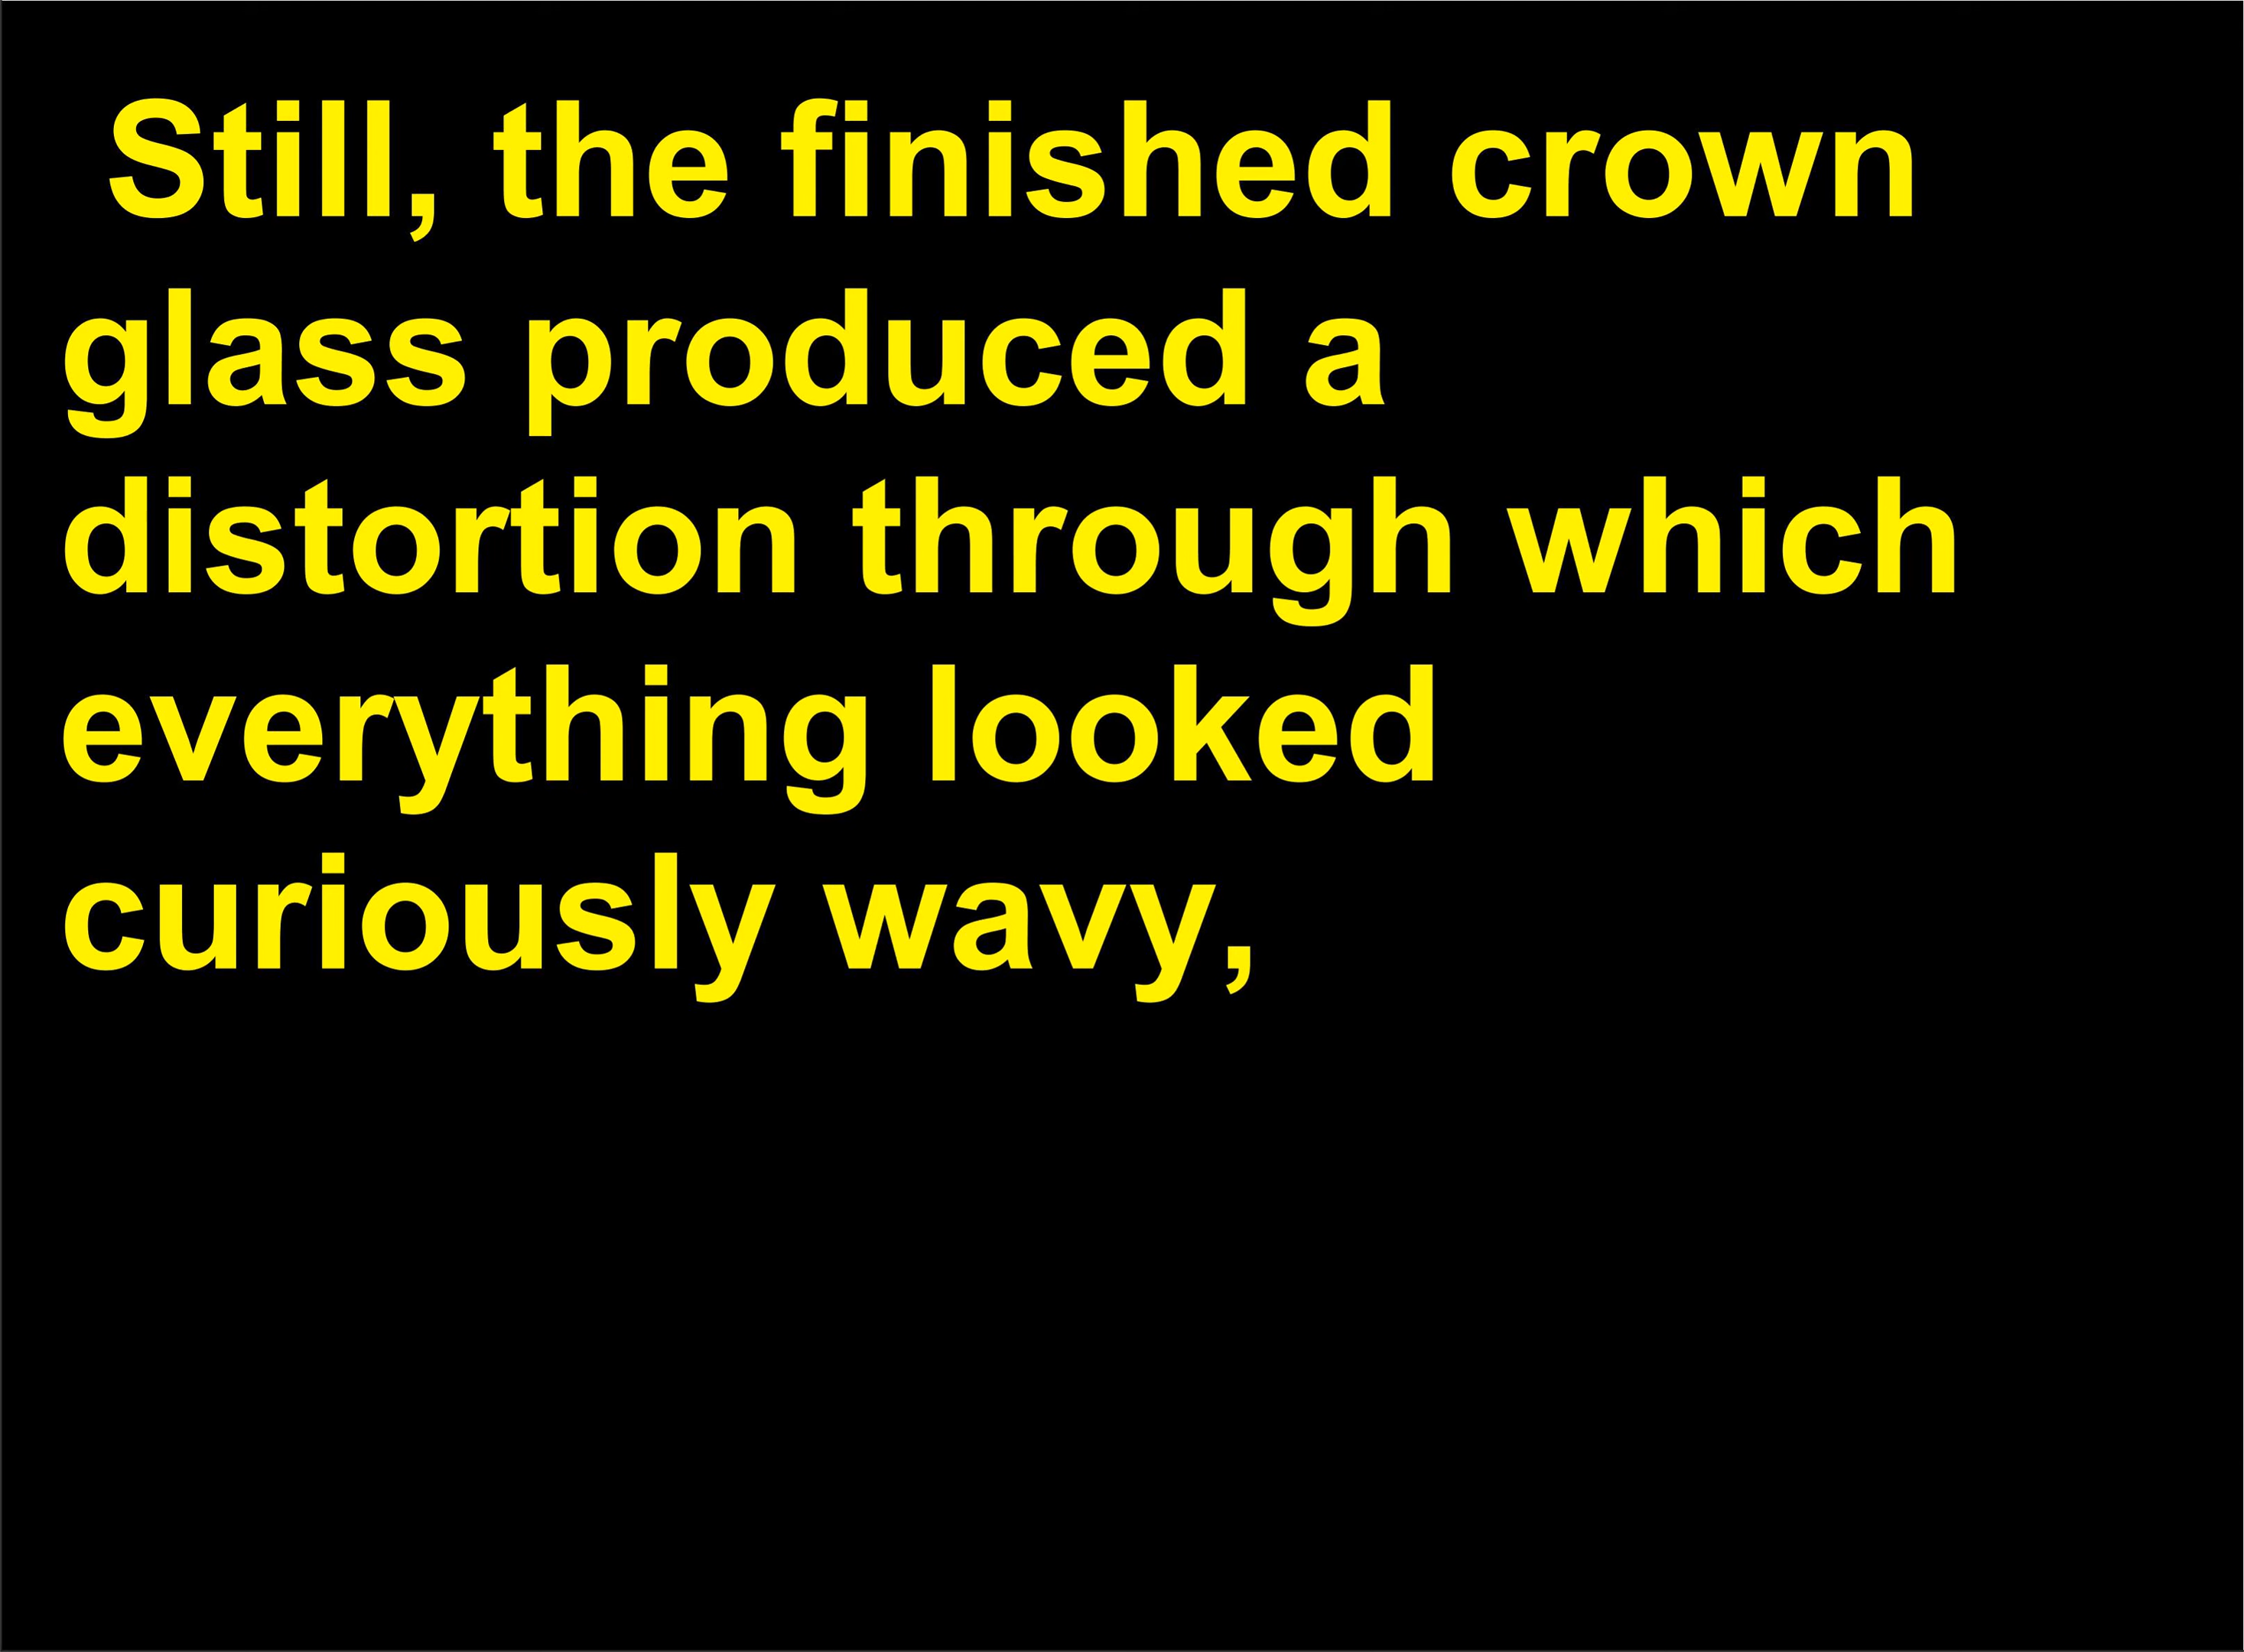 Still, the finished crown
glass produced a
distortion through which
everything looked
curiously wavy,